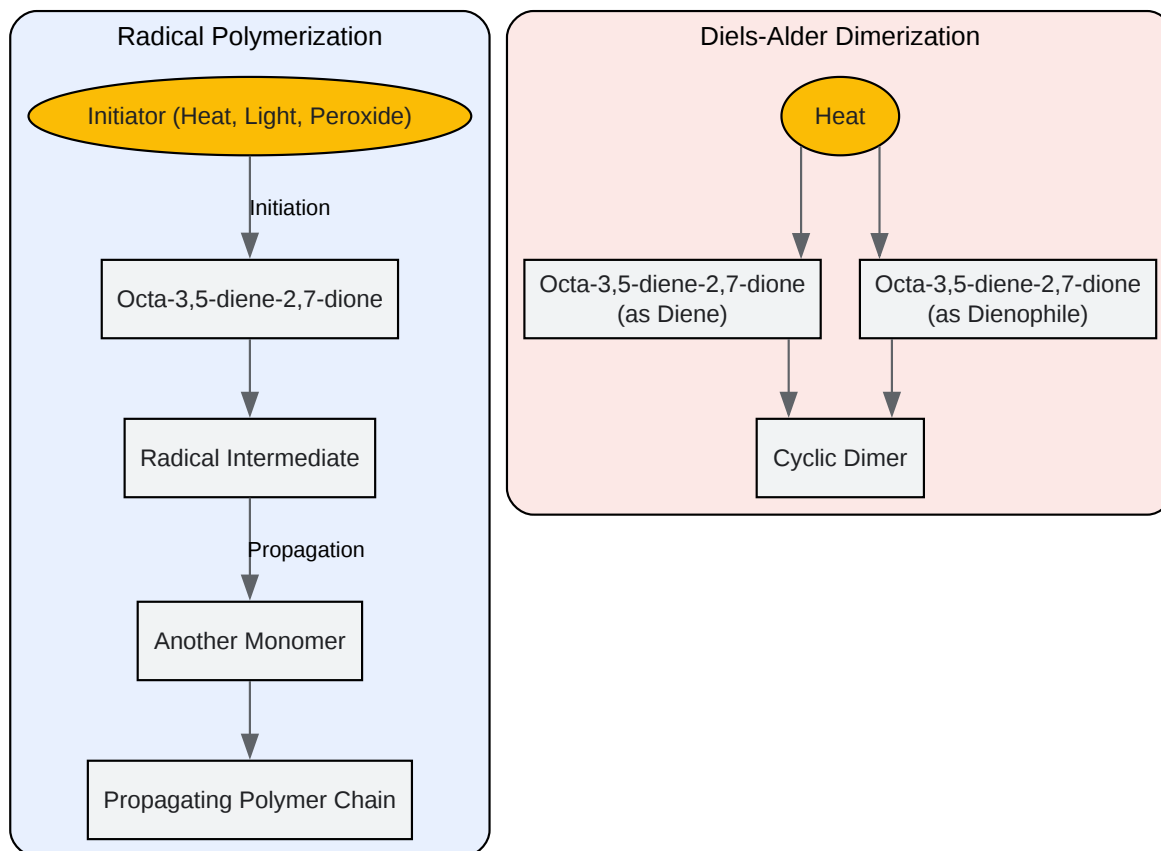 Radical Polymerization
Initiator (Heat, Light, Peroxide)
Initiation
Octa-3,5-diene-2,7-dione
Radical Intermediate
Propagation
Another Monomer
Propagating Polymer Chain
Diels-Alder Dimerization
Heat
Octa-3,5-diene-2,7-dione
(as Diene)
Octa-3,5-diene-2,7-dione
(as Dienophile)
Cyclic Dimer